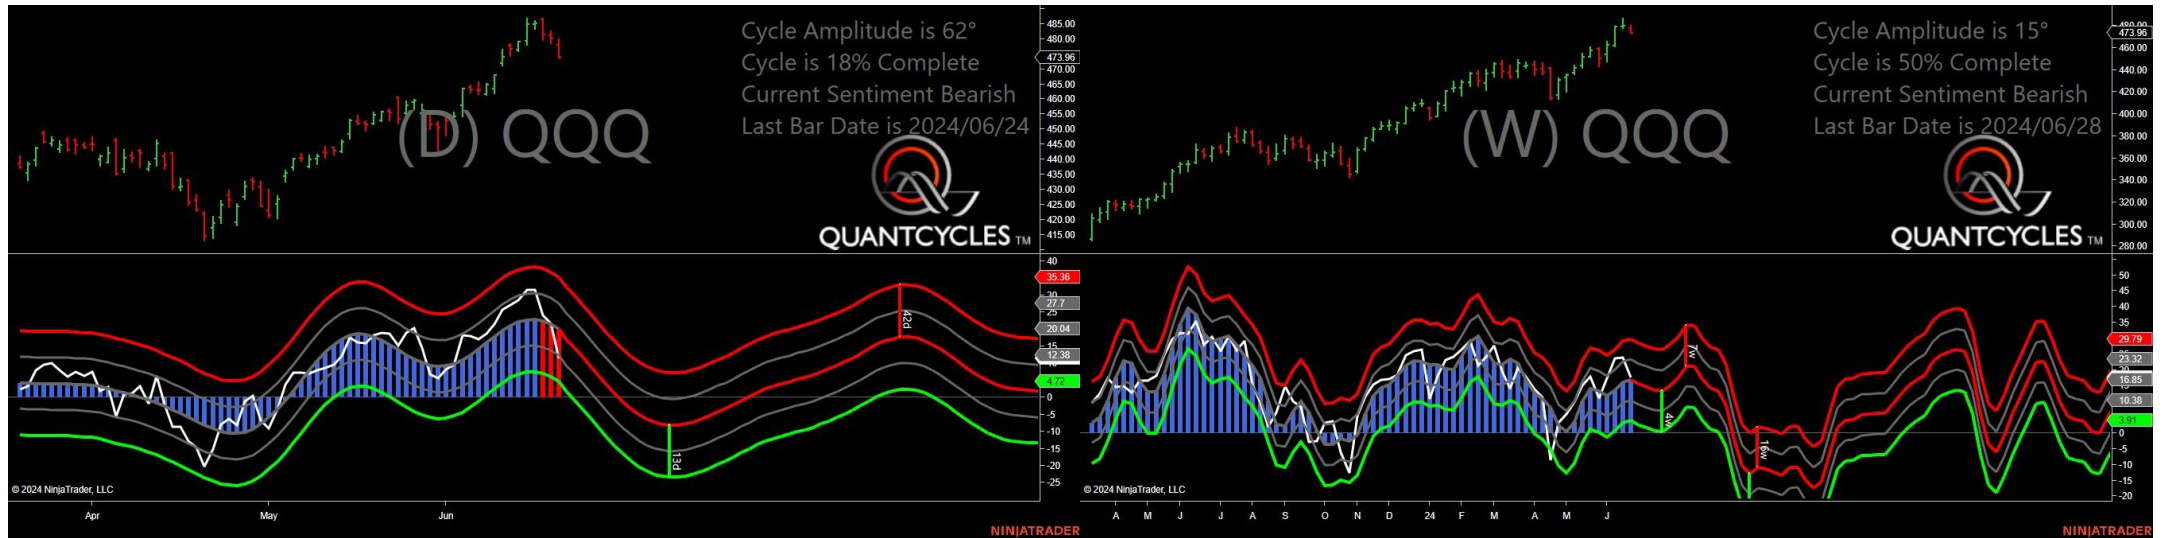 Cycle Amplitude is 62°
Cycle is 18% Complete
Current Sentiment Bearish
Last Bar Date is 2024/06/24
(D) QQQ
QUANTCYCLES TM
485.00
480.00
473.96
470.00
465.00
460.00
455.00
450.00
445.00
440.00
435.00
430.00
425.00
420.00
415.00
40
35.36
30
27.7
25
20.04
15
12.38
10
4.72
0
-5
-10
-15
-20
-25
42d
13d
© 2024 NinjaTrader, LLC
Apr May Jun
NINJATRADER
Cycle Amplitude is 15°
Cycle is 50% Complete
Current Sentiment Bearish
Last Bar Date is 2024/06/28
(W) QQQ
QUANTCYCLES TM
480.00
473.96
460.00
440.00
420.00
400.00
380.00
360.00
340.00
320.00
300.00
280.00
50
45
40
35
29.79
23.32
16.85
10.38
3.91
0
-5
-10
-15
-20
7w
4w
16w
© 2024 NinjaTrader, LLC
A M J J A S O N D 24 F M A M J
NINJATRADER